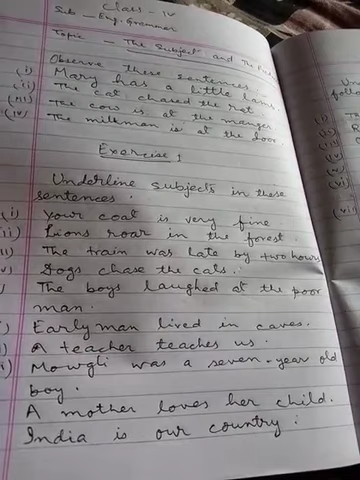 Class - IV
Sub - Eng. Grammar
Topic - The Subject and The
Observe these sentences
(i) Mary has a little lamb.
(ii) The cat chased the rat.
(iii) The cow is at the manger.
(iv) The milkman is at the door.
Exercise 1
Underline subjects in these
sentences.
(i) Your coat is very fine
ii) Lions roar in the forest.
The train was late by two hours
Dogs chase the cats.
The boys laughed at the poor
man.
Early man lived in caves.
A teacher teaches us.
Mowgli was a seven-year old
boy.
A mother loves her child.
India is our country.